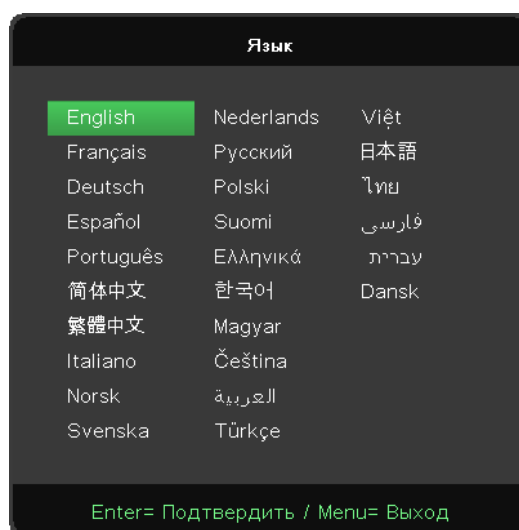 Язык
English Nederlands Việt
Français Русский 日本語
Deutsch Polski ไทย
Español Suomi فارسی
Português Ελληνικά עברית
简体中文 한국어 Dansk
繁體中文 Magyar
Italiano Čeština
Norsk العربية
Svenska Türkçe
Enter= Подтвердить / Menu= Выход